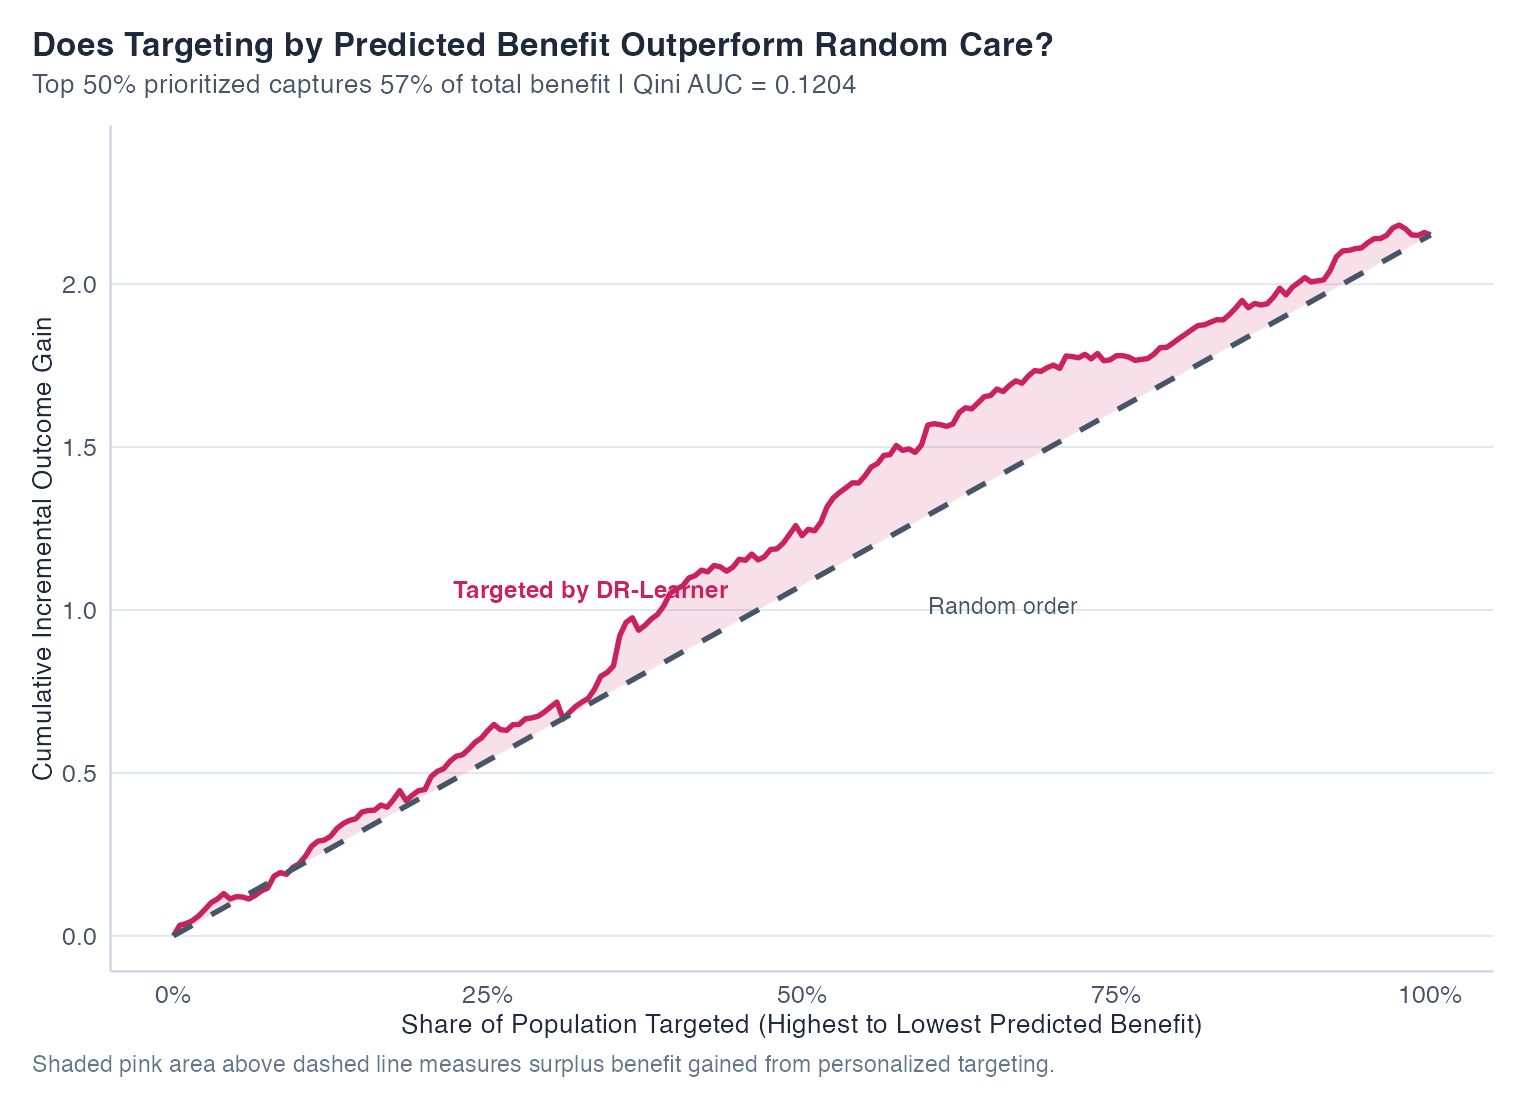 Does Targeting by Predicted Benefit Outperform Random Care?
Top 50% prioritized captures 57% of total benefit | Qini AUC = 0.1204
Cumulative Incremental Outcome Gain
2.0
1.5
1.0
0.5
0.0
Targeted by DR-Learner
Random order
0%
25%
50%
75%
100%
Share of Population Targeted (Highest to Lowest Predicted Benefit)
Shaded pink area above dashed line measures surplus benefit gained from personalized targeting.